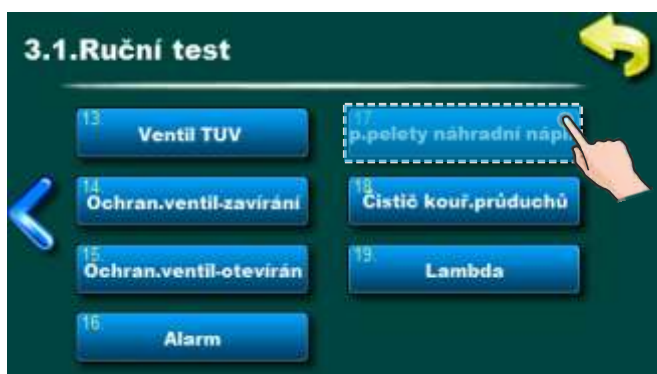 3.1.Ruční test
13.
Ventil TUV
14.
Ochran.ventil-zavírání
15.
Ochran.ventil-otevírán
16.
Alarm
17.
p.pelety náhradní nápl
18.
Čistič kouř.průduchů
19.
Lambda